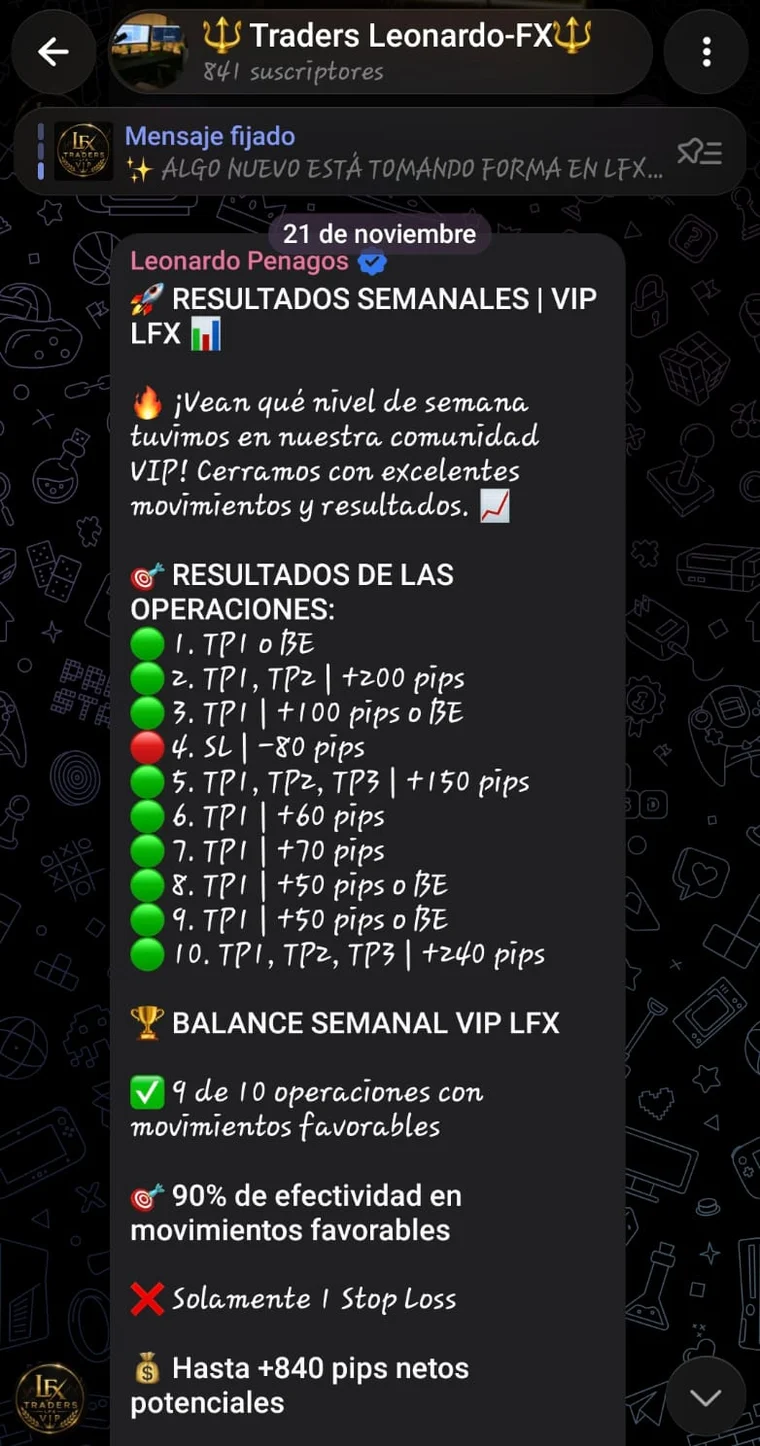 🔱 Traders Leonardo-FX🔱
841 suscriptores
Mensaje fijado
✨ ALGO NUEVO ESTÁ TOMANDO FORMA EN LFX...
21 de noviembre
Leonardo Penagos
🚀 RESULTADOS SEMANALES | VIP
LFX 📊
🔥 ¡Vean qué nivel de semana
tuvimos en nuestra comunidad
VIP! Cerramos con excelentes
movimientos y resultados. 📈
🎯 RESULTADOS DE LAS
OPERACIONES:
🟢 1. TP1 o BE
🟢 2. TP1, TP2 | +200 pips
🟢 3. TP1 | +100 pips o BE
🔴 4. SL | -80 pips
🟢 5. TP1, TP2, TP3 | +150 pips
🟢 6. TP1 | +60 pips
🟢 7. TP1 | +70 pips
🟢 8. TP1 | +50 pips o BE
🟢 9. TP1 | +50 pips o BE
🟢 10. TP1, TP2, TP3 | +240 pips
🏆 BALANCE SEMANAL VIP LFX
✅ 9 de 10 operaciones con
movimientos favorables
🎯 90% de efectividad en
movimientos favorables
❌ Solamente 1 Stop Loss
💰 Hasta +840 pips netos
potenciales
LFX
TRADERS
VIP